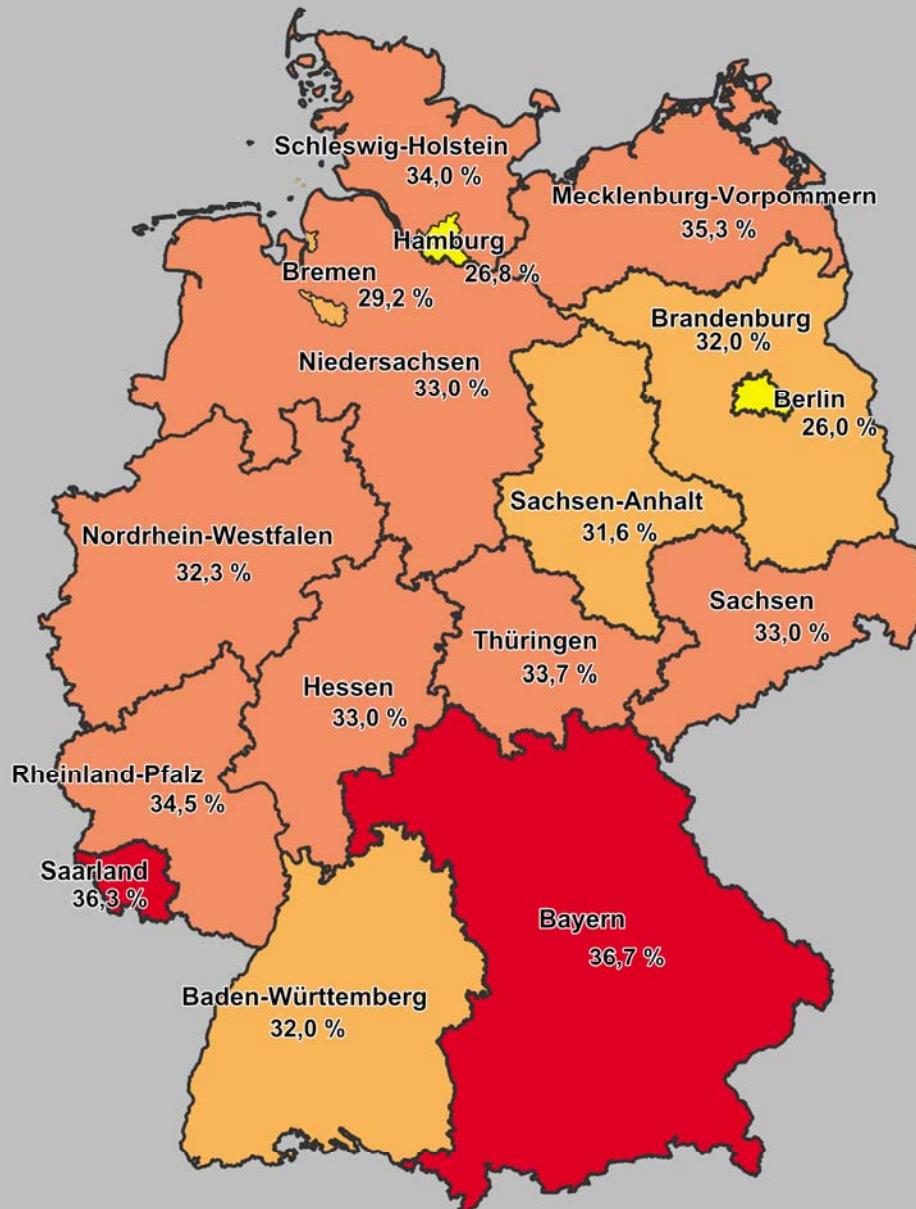 Schleswig-Holstein
34,0 %
Mecklenburg-Vorpommern
35,3 %
Hamburg
26,8 %
Bremen
29,2 %
Brandenburg
32,0 %
Niedersachsen
33,0 %
Berlin
26,0 %
Sachsen-Anhalt
31,6 %
Nordrhein-Westfalen
32,3 %
Sachsen
33,0 %
Thüringen
33,7 %
Hessen
33,0 %
Rheinland-Pfalz
34,5 %
Saarland
36,3 %
Bayern
36,7 %
Baden-Württemberg
32,0 %